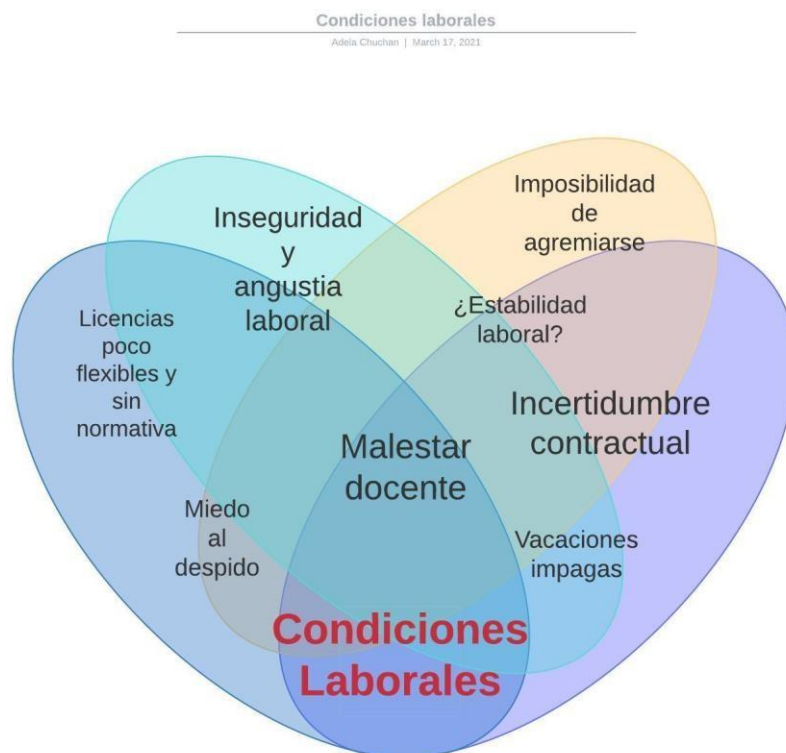 Condiciones laborales
Adela Chuchan | March 17, 2021
Imposibilidad
de
agremiarse
Inseguridad
y
angustia
laboral
¿Estabilidad
laboral?
Licencias
poco
flexibles y
sin
normativa
Incertidumbre
contractual
Malestar
docente
Miedo
al
despido
Vacaciones
impagas
Condiciones
Laborales